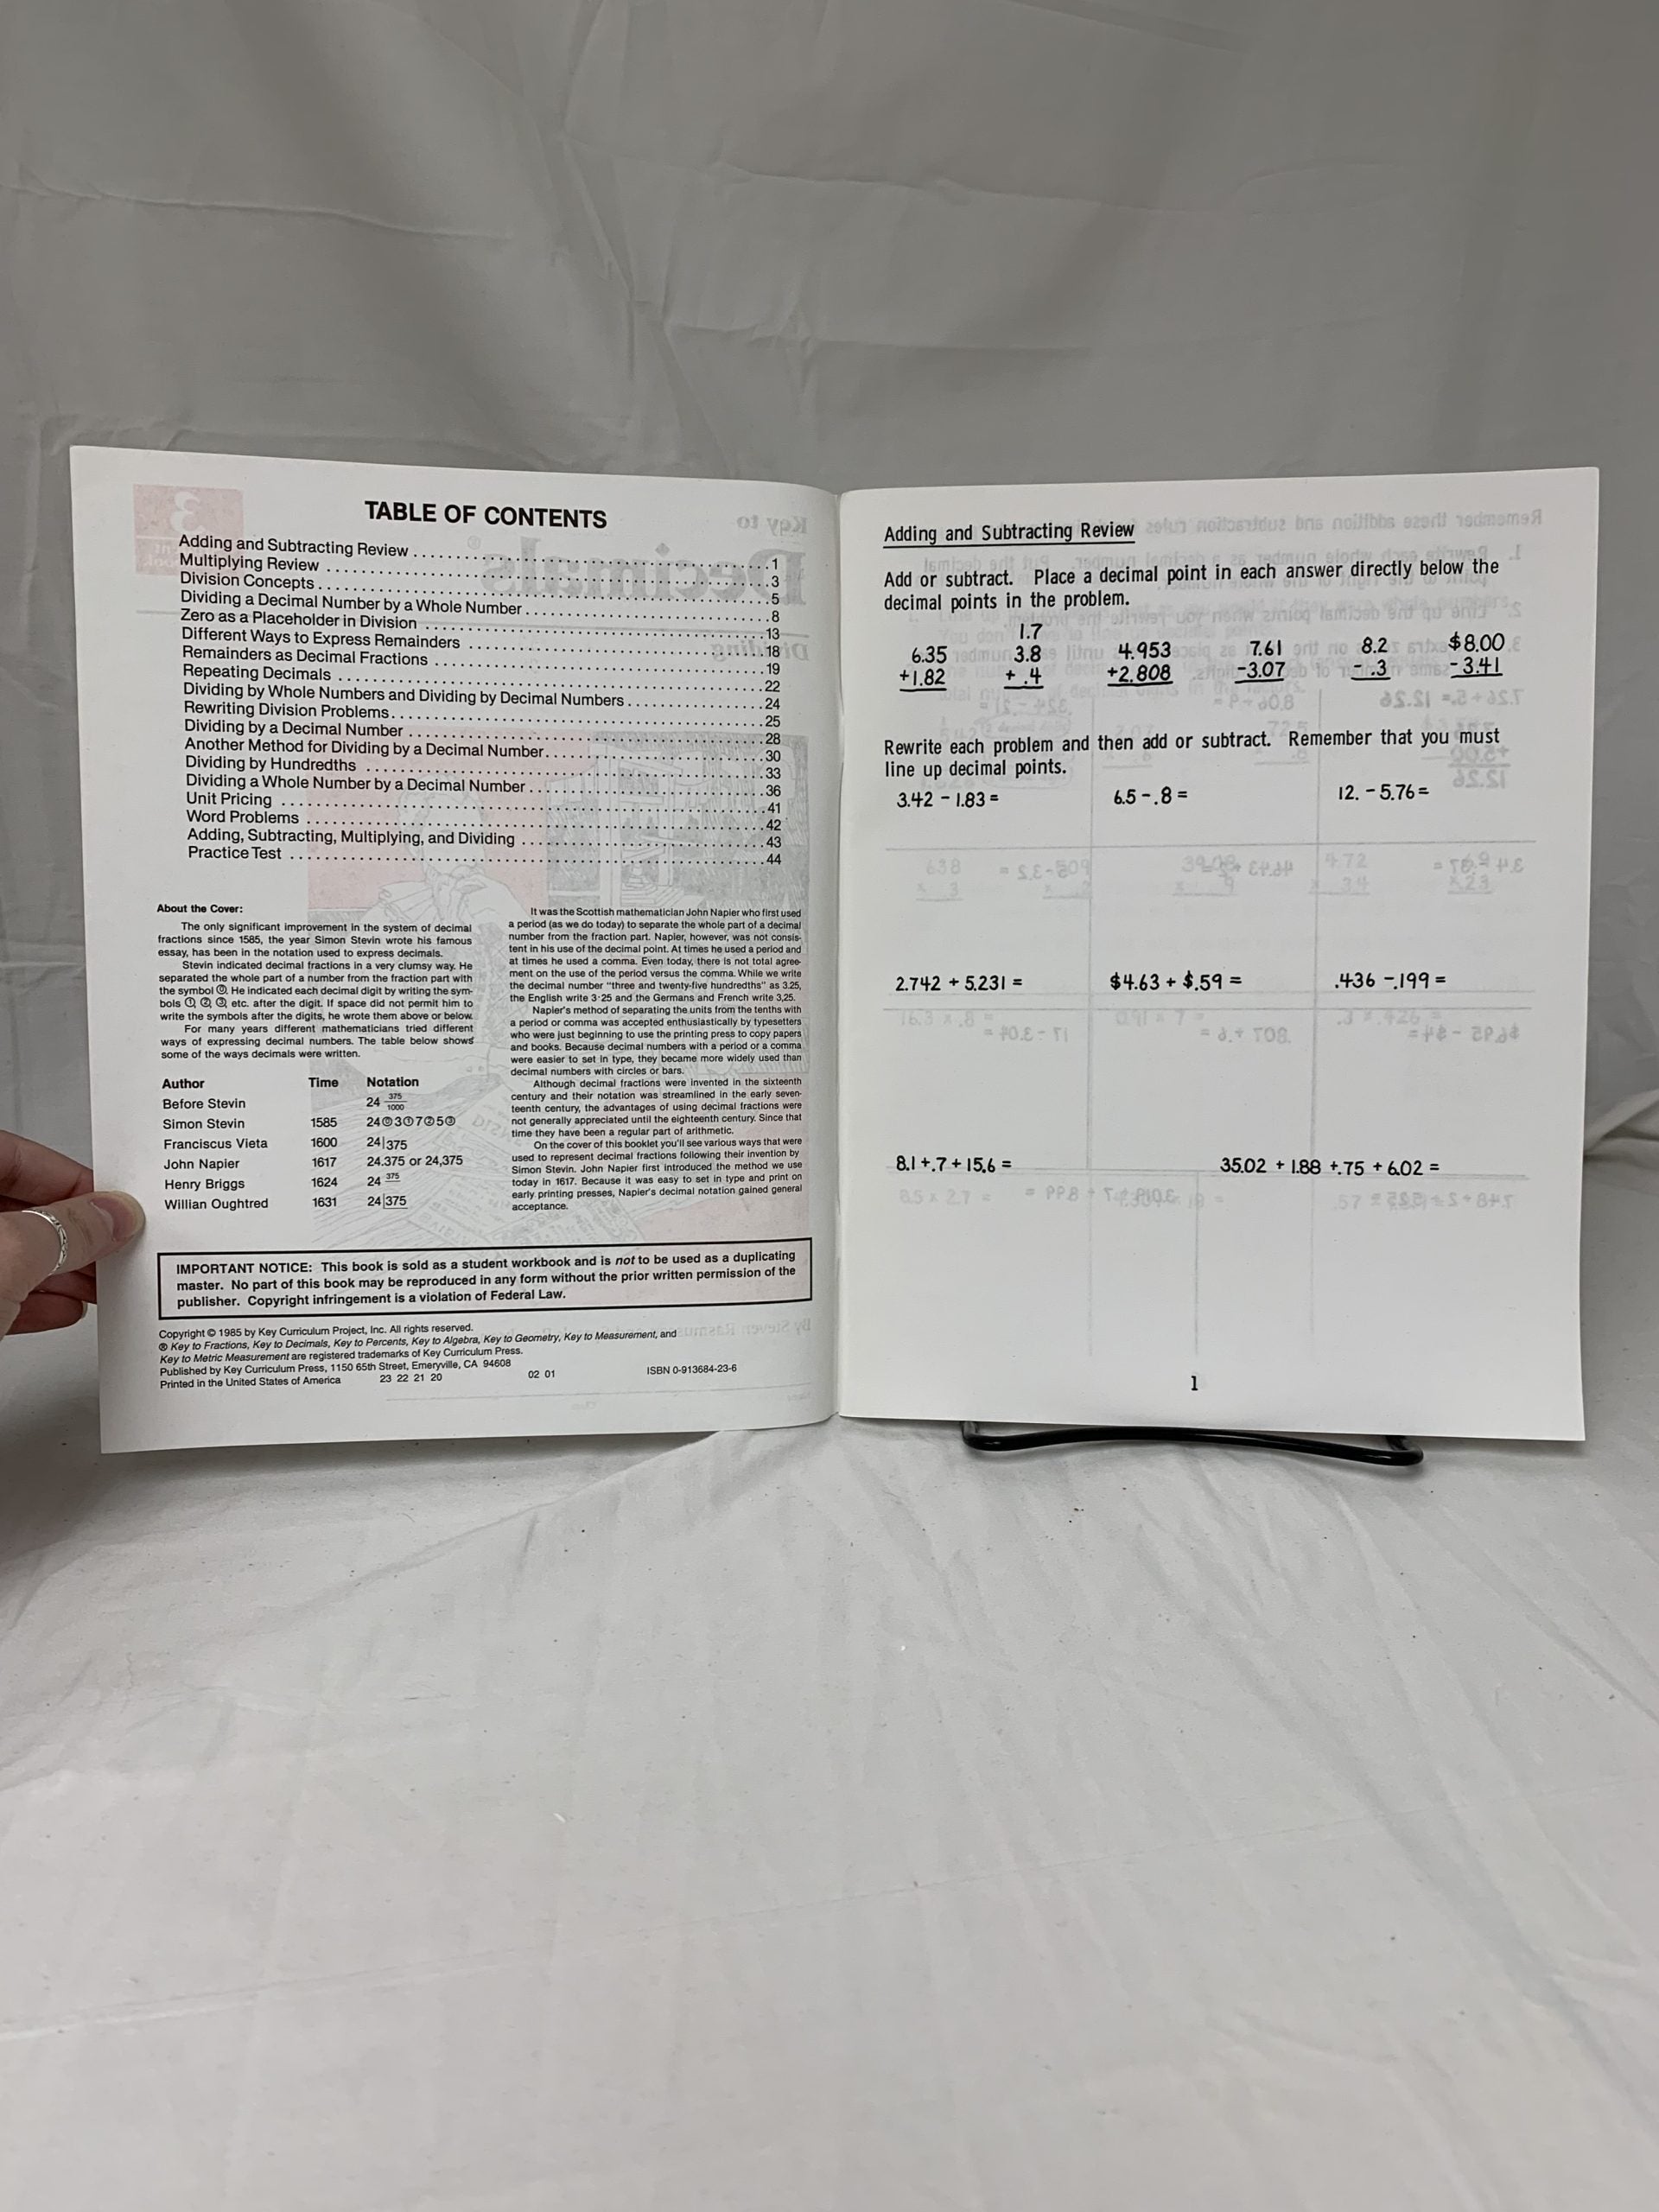 TABLE OF CONTENTS
Adding and Subtracting Review . . . . . . . . . . 1
Multiplying Review . . . . . . . . . . 3
Division Concepts . . . . . . . . . . 5
Dividing a Decimal Number by a Whole Number . . . . . . . . . . 8
Zero as a Placeholder in Division . . . . . . . . . . 13
Different Ways to Express Remainders . . . . . . . . . . 18
Remainders as Decimal Fractions . . . . . . . . . . 19
Repeating Decimals . . . . . . . . . . 22
Dividing by Whole Numbers and Dividing by Decimal Numbers . . . . . . . . . . 24
Rewriting Division Problems . . . . . . . . . . 25
Dividing by a Decimal Number . . . . . . . . . . 28
Another Method for Dividing by a Decimal Number . . . . . . . . . . 30
Dividing by Hundredths . . . . . . . . . . 33
Dividing a Whole Number by a Decimal Number . . . . . . . . . . 36
Unit Pricing . . . . . . . . . . 41
Word Problems . . . . . . . . . . 42
Adding, Subtracting, Multiplying, and Dividing . . . . . . . . . . 43
Practice Test . . . . . . . . . . 44
About the Cover:
The only significant improvement in the system of decimal
fractions since 1585, the year Simon Stevin wrote his famous
essay, has been in the notation used to express decimals.
Stevin indicated decimal fractions in a very clumsy way. He
separated the whole part of a number from the fraction part with
the symbol ⓪. He indicated each decimal digit by writing the sym-
bols ①, ②, ③, etc. after the digit. If space did not permit him to
write the symbols after the digits, he wrote them above or below.
For many years different mathematicians tried different
ways of expressing decimal numbers. The table below shows
some of the ways decimals were written.
Author Time Notation
Before Stevin 24 375/1000
Simon Stevin 1585 24⓪3①7②5③
Franciscus Vieta 1600 24|375
John Napier 1617 24.375 or 24,375
Henry Briggs 1624 24 375
Willian Oughtred 1631 24|375
It was the Scottish mathematician John Napier who first used
a period (as we do today) to separate the whole part of a decimal
number from the fraction part. Napier, however, was not consis-
tent in his use of the decimal point. At times he used a period and
at times he used a comma. Even today, there is not total agree-
ment on the use of the period versus the comma. While we write
the decimal number "three and twenty-five hundredths" as 3.25,
the English write 3·25 and the Germans and French write 3,25.
Napier's method of separating the units from the tenths with
a period or comma was accepted enthusiastically by typesetters
who were just beginning to use the printing press to copy papers
and books. Because decimal numbers with a period or a comma
were easier to set in type, they became more widely used than
decimal numbers with circles or bars.
Although decimal fractions were invented in the sixteenth
century and their notation was streamlined in the early seven-
teenth century, the advantages of using decimal fractions were
not generally appreciated until the eighteenth century. Since that
time they have been a regular part of arithmetic.
On the cover of this booklet you'll see various ways that were
used to represent decimal fractions following their invention by
Simon Stevin. John Napier first introduced the method we use
today in 1617. Because it was easy to set in type and print on
early printing presses, Napier's decimal notation gained general
acceptance.
IMPORTANT NOTICE: This book is sold as a student workbook and is not to be used as a duplicating
master. No part of this book may be reproduced in any form without the prior written permission of the
publisher. Copyright infringement is a violation of Federal Law.
Copyright © 1985 by Key Curriculum Project, Inc. All rights reserved.
® Key to Fractions, Key to Decimals, Key to Percents, Key to Algebra, Key to Geometry, Key to Measurement, and
Key to Metric Measurement are registered trademarks of Key Curriculum Press.
Published by Key Curriculum Press, 1150 65th Street, Emeryville, CA 94608
Printed in the United States of America 23 22 21 20 02 01 ISBN 0-913684-23-6
Adding and Subtracting Review
Add or subtract. Place a decimal point in each answer directly below the
decimal points in the problem.
1.7
6.35 3.8 4.953 7.61 8.2 $8.00
+1.82 + .4 +2.808 -3.07 - .3 -3.41
Rewrite each problem and then add or subtract. Remember that you must
line up decimal points.
3.42 - 1.83 = 6.5 - .8 = 12. - 5.76 =
2.742 + 5.231 = $4.63 + $.59 = .436 - .199 =
8.1 + .7 + 15.6 = 35.02 + 1.88 + .75 + 6.02 =
1